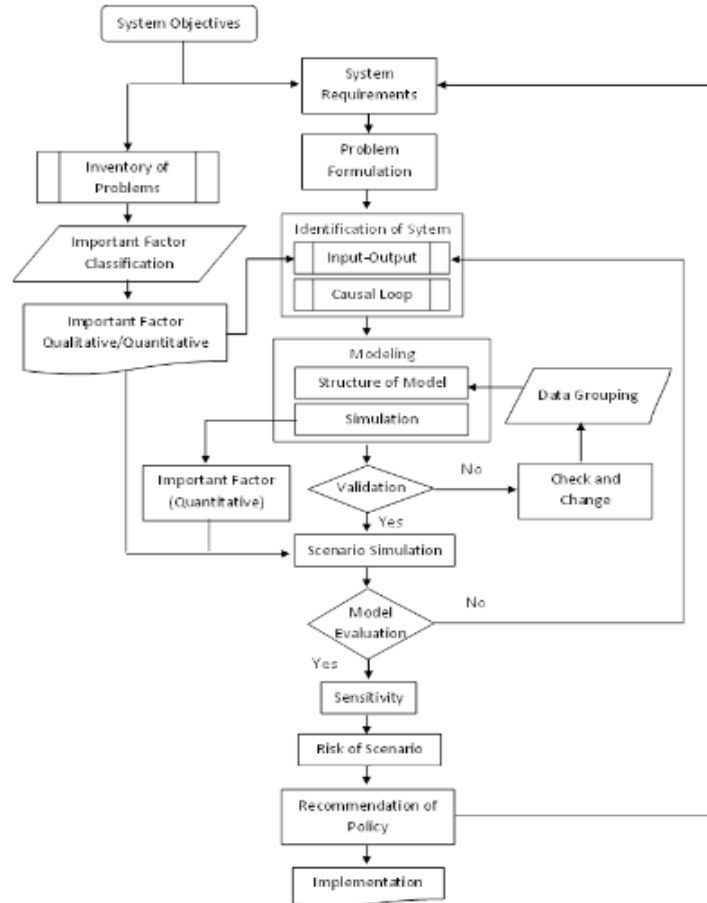 System Objectives
System
Requirements
Problem
Formulation
Inventory of
Problems
Important Factor
Classification
Important Factor
Qualitative/Quantitative
Identification of Sytem
Input-Output
Causal Loop
Modeling
Structure of Model
Simulation
Data Grouping
Important Factor
(Quantitative)
Validation
No
Check and
Change
Yes
Scenario Simulation
Model
Evaluation
No
Yes
Sensitivity
Risk of Scenario
Recommendation of
Policy
Implementation